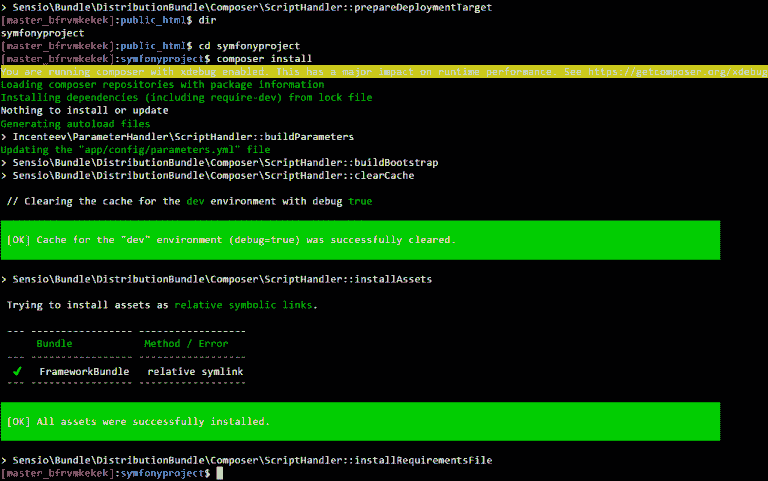 > Sensio\Bundle\DistributionBundle\Composer\ScriptHandler::prepareDeploymentTarget
[master_bfrvmkekek]:public_html$ dir
symfonyproject
[master_bfrvmkekek]:public_html$ cd symfonyproject
[master_bfrvmkekek]:symfonyproject$ composer install
You are running composer with xdebug enabled. This has a major impact on runtime performance. See https://getcomposer.org/xdebug
Loading composer repositories with package information
Installing dependencies (including require-dev) from lock file
Nothing to install or update
Generating autoload files
> Incenteev\ParameterHandler\ScriptHandler::buildParameters
Updating the "app/config/parameters.yml" file
> Sensio\Bundle\DistributionBundle\Composer\ScriptHandler::buildBootstrap
> Sensio\Bundle\DistributionBundle\Composer\ScriptHandler::clearCache
// Clearing the cache for the dev environment with debug true
[OK] Cache for the "dev" environment (debug=true) was successfully cleared.
> Sensio\Bundle\DistributionBundle\Composer\ScriptHandler::installAssets
Trying to install assets as relative symbolic links.
--- ----------------- ------------------
Bundle Method / Error
--- ----------------- ------------------
✔ FrameworkBundle relative symlink
--- ----------------- ------------------
[OK] All assets were successfully installed.
> Sensio\Bundle\DistributionBundle\Composer\ScriptHandler::installRequirementsFile
[master_bfrvmkekek]:symfonyproject$